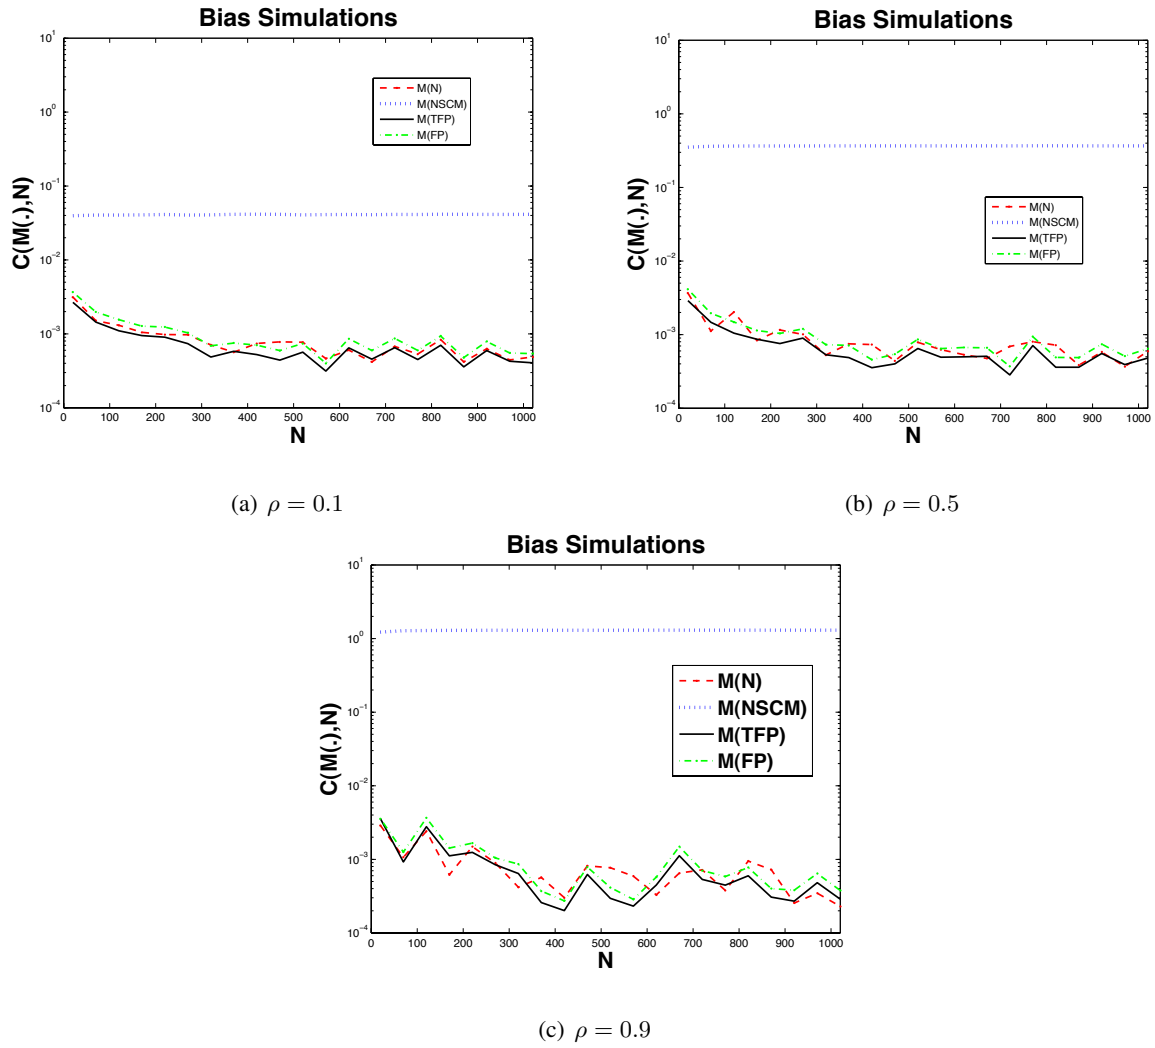 Bias Simulations
10^1
10^0
10^-1
10^-2
10^-3
10^-4
C(M(.),N)
M(N)
M(NSCM)
M(TFP)
M(FP)
0 100 200 300 400 500 600 700 800 900 1000
N
(a) ρ = 0.1
Bias Simulations
10^1
10^0
10^-1
10^-2
10^-3
10^-4
C(M(.),N)
M(N)
M(NSCM)
M(TFP)
M(FP)
0 100 200 300 400 500 600 700 800 900 1000
N
(b) ρ = 0.5
Bias Simulations
10^1
10^0
10^-1
10^-2
10^-3
10^-4
C(M(.),N)
M(N)
M(NSCM)
M(TFP)
M(FP)
0 100 200 300 400 500 600 700 800 900 1000
N
(c) ρ = 0.9